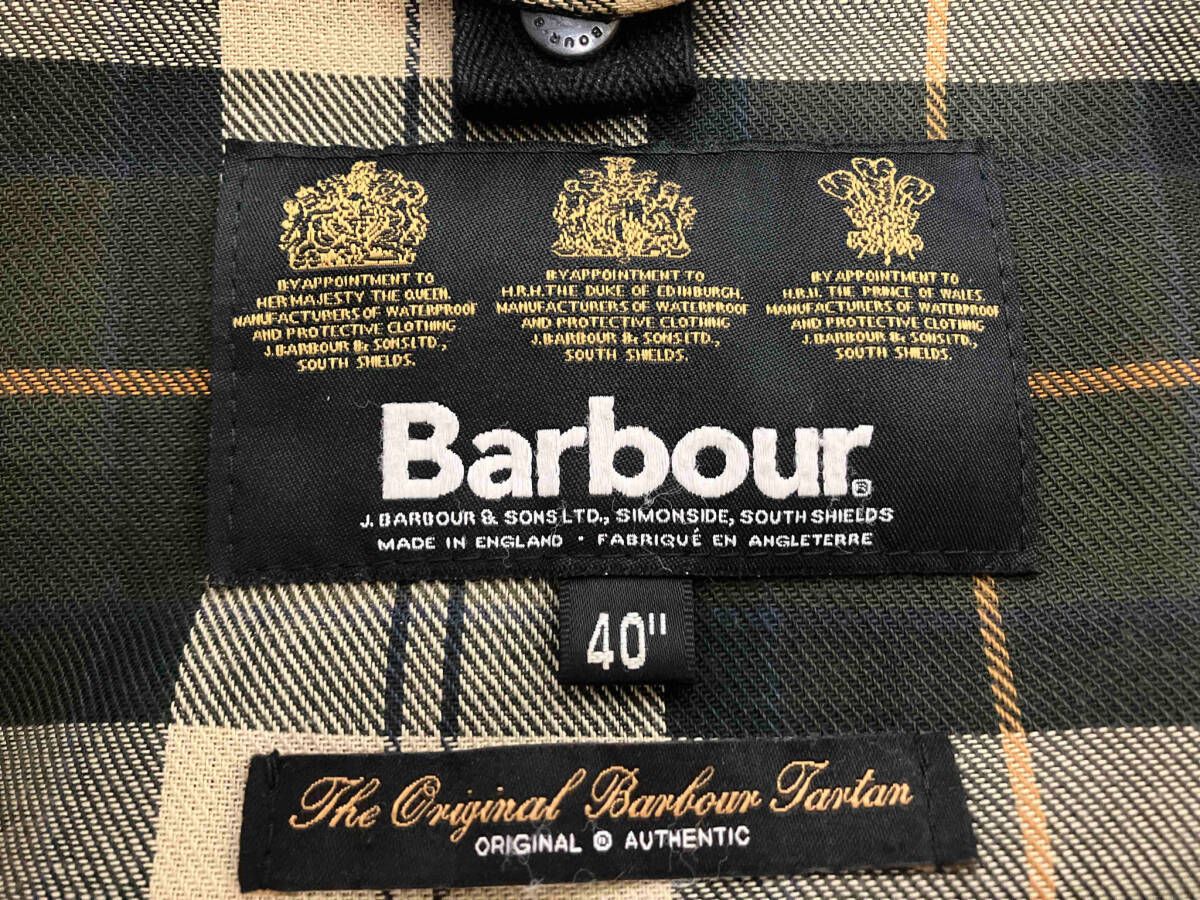 BOUR-B
BY APPOINTMENT TO
HER MAJESTY THE QUEEN
MANUFACTURERS OF WATERPROOF
AND PROTECTIVE CLOTHING
J. BARBOUR & SONS LTD.,
SOUTH SHIELDS.
BY APPOINTMENT TO
H.R.H. THE DUKE OF EDINBURGH.
MANUFACTURERS OF WATERPROOF
AND PROTECTIVE CLOTHING
J. BARBOUR & SONS LTD.,
SOUTH SHIELDS.
BY APPOINTMENT TO
H.R.H. THE PRINCE OF WALES
MANUFACTURERS OF WATERPROOF
AND PROTECTIVE CLOTHING
J. BARBOUR & SONS LTD.,
SOUTH SHIELDS.
Barbour®
J. BARBOUR & SONS LTD., SIMONSIDE, SOUTH SHIELDS
MADE IN ENGLAND · FABRIQUÉ EN ANGLETERRE
40"
The Original Barbour Tartan
ORIGINAL ® AUTHENTIC